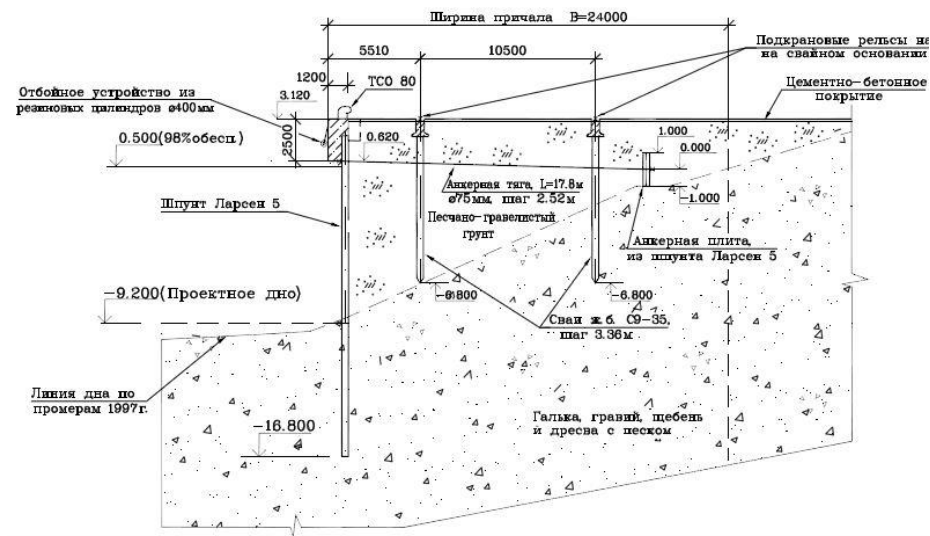 Ширина причала B=24000
Подкрановые рельсы на
на свайном основании
5510
10500
1200
ТСО 80
Отбойное устройство из
резиновых цилиндров ø400мм
3.120
Цементно-бетонное
покрытие
0.500(98%обесп.)
2500
0.620
1.000
0.000
Анкерная тяга, L=17.8м
ø75мм, шаг 2.52м
-1.000
Шпунт Ларсен 5
Песчано-гравелистый
грунт
Анкерная плита,
из шпунта Ларсен 5
-9.200(Проектное дно)
-6.800
-6.800
Сваи ж.б. С9-35,
шаг 3.36м
Линия дна по
промерам 1997г.
-16.800
Галька, гравий, щебень
и дресва с песком